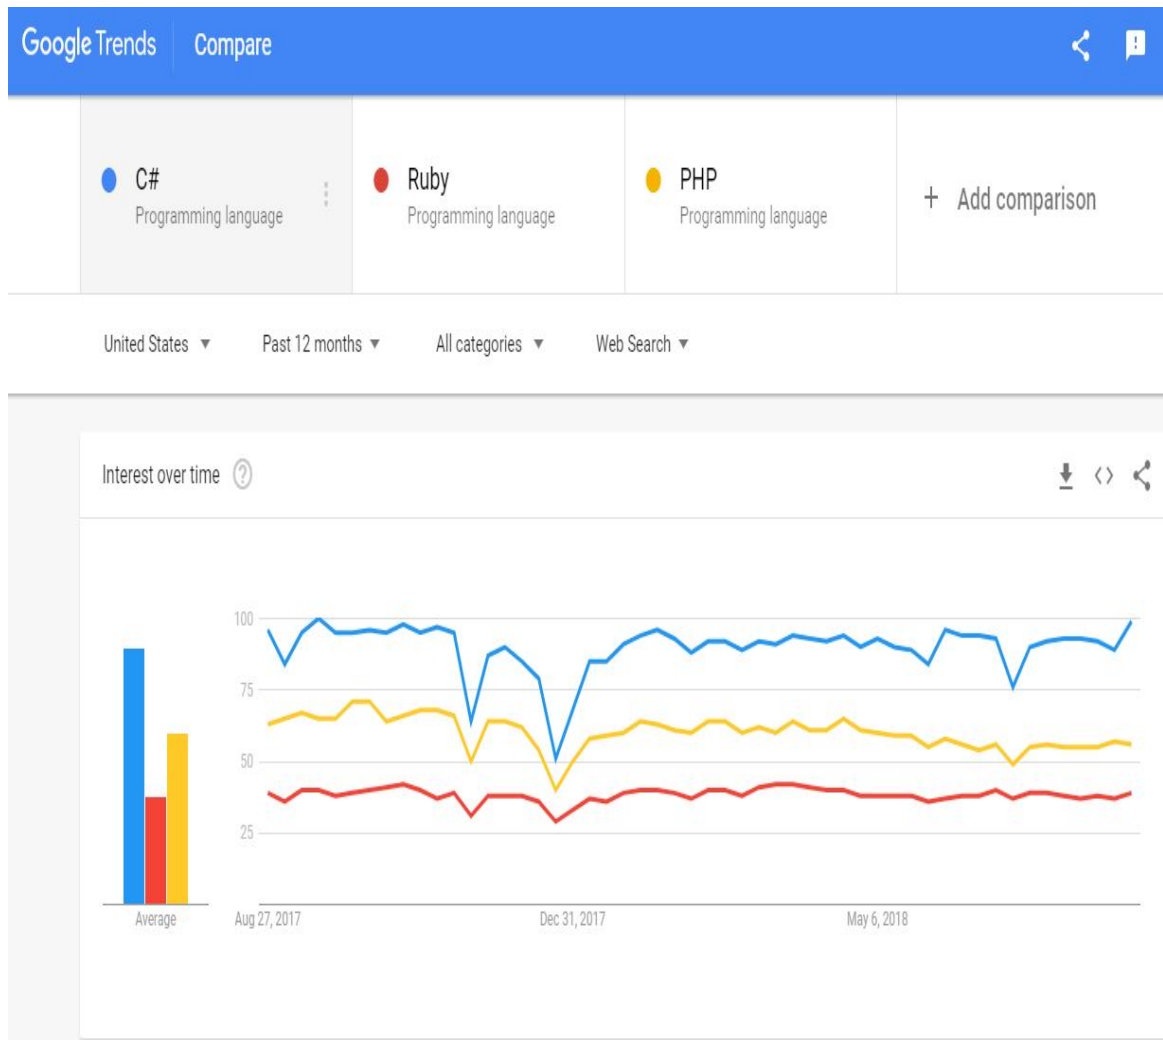 Google Trends Compare
C# Ruby PHP
Programming language Programming language Programming language
+ Add comparison
United States Past 12 months All categories Web Search
Interest over time ?
100
75
50
25
Average Aug 27, 2017 Dec 31, 2017 May 6, 2018